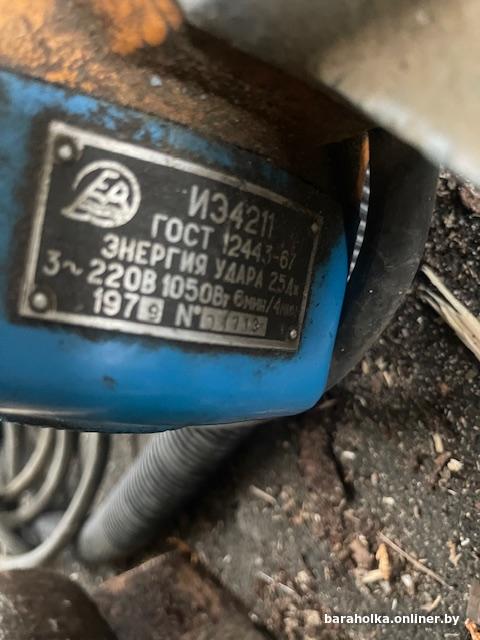 ИЭ4211
ГОСТ 12443-67
ЭНЕРГИЯ УДАРА 25Дж
3~220В 1050Вт 6мин/4мин
1979 №
baraholka.onliner.by